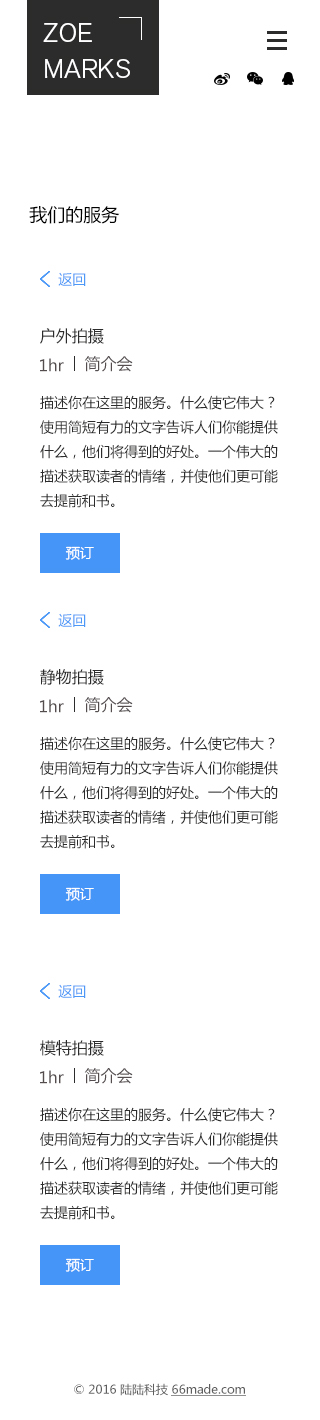 ZOE
MARKS
我们的服务
返回
户外拍摄
1hr | 简介会
描述你在这里的服务。什么使它伟大？
使用简短有力的文字告诉人们你能提供
什么，他们将得到的好处。一个伟大的
描述获取读者的情绪，并使他们更可能
去提前和书。
预订
返回
静物拍摄
1hr | 简介会
描述你在这里的服务。什么使它伟大？
使用简短有力的文字告诉人们你能提供
什么，他们将得到的好处。一个伟大的
描述获取读者的情绪，并使他们更可能
去提前和书。
预订
返回
模特拍摄
1hr | 简介会
描述你在这里的服务。什么使它伟大？
使用简短有力的文字告诉人们你能提供
什么，他们将得到的好处。一个伟大的
描述获取读者的情绪，并使他们更可能
去提前和书。
预订
© 2016 陆陆科技 66made.com